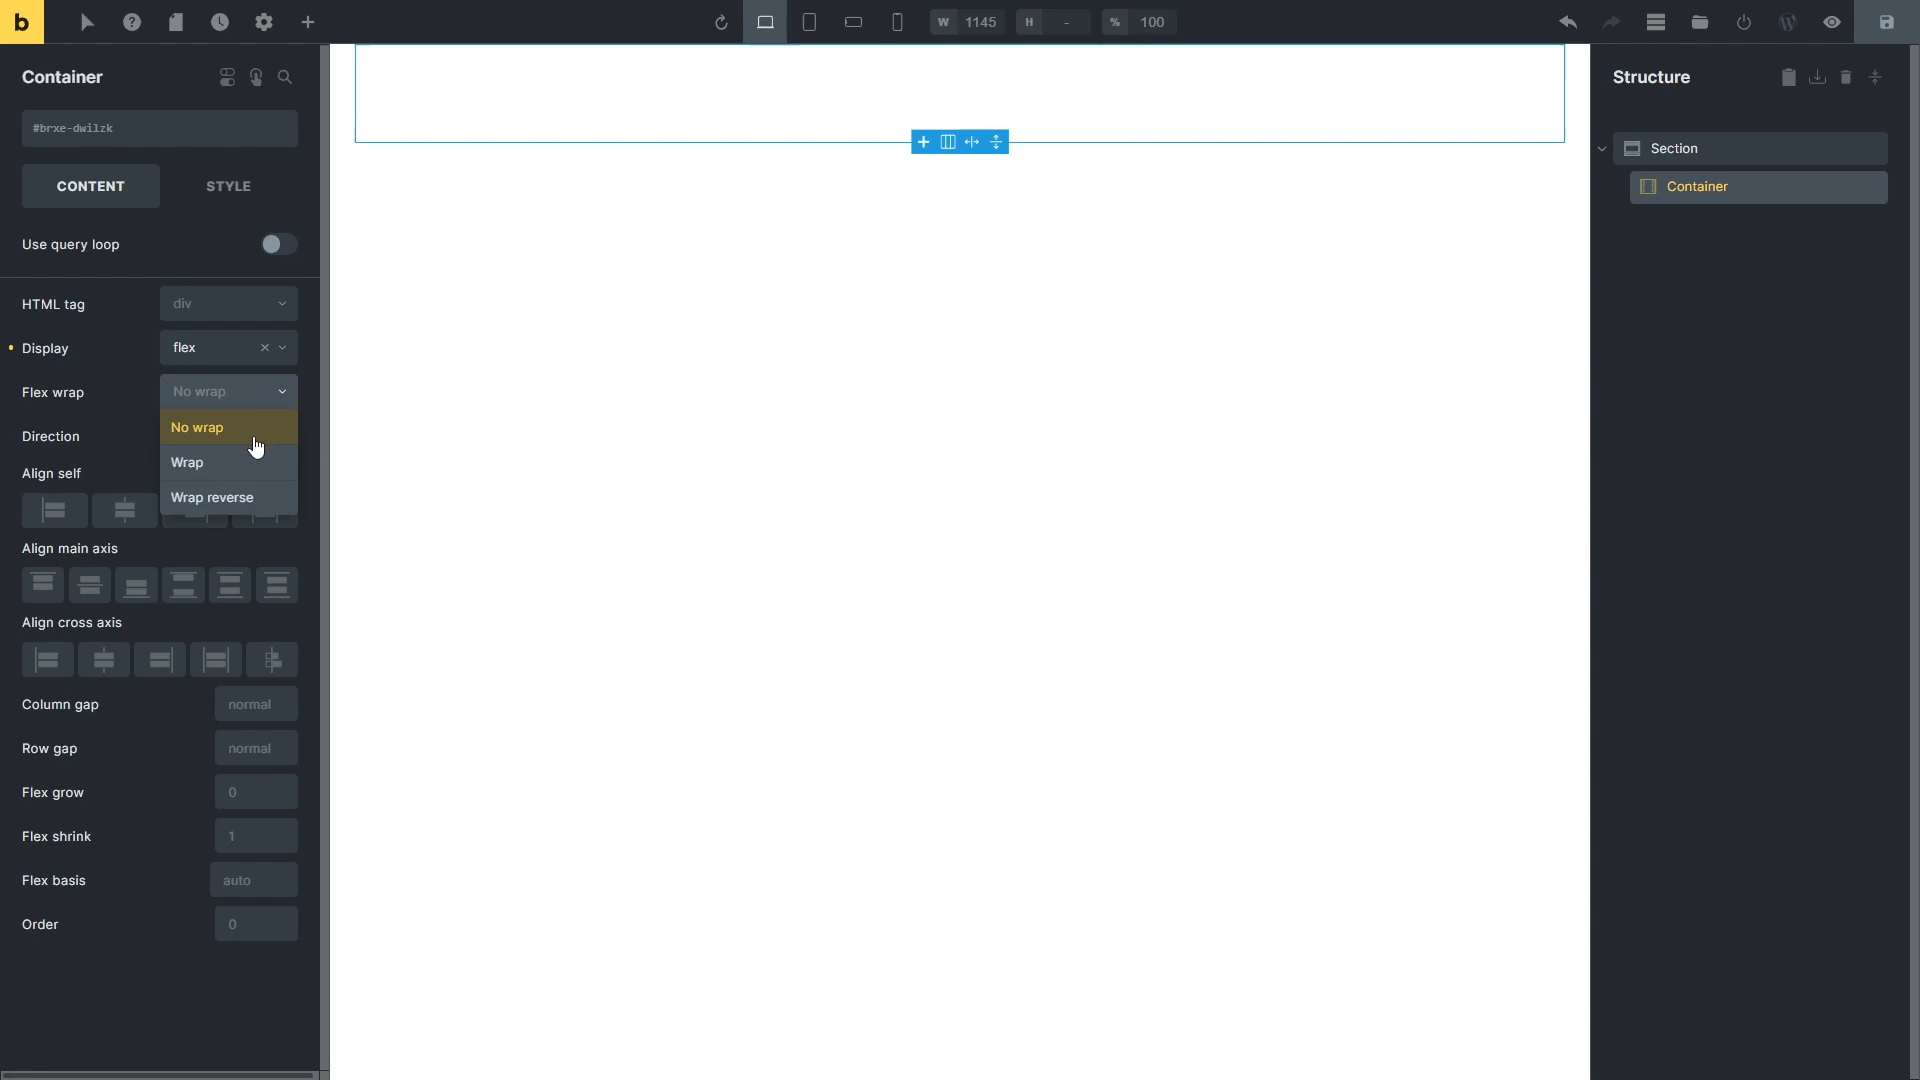 b
W 1145 H - % 100
Container
#brxe-dwilzk
CONTENT STYLE
Use query loop
HTML tag div
Display flex
Flex wrap No wrap
No wrap
Direction
Wrap
Align self
Wrap reverse
Align main axis
Align cross axis
Column gap normal
Row gap normal
Flex grow 0
Flex shrink 1
Flex basis auto
Order 0
Structure
Section
Container